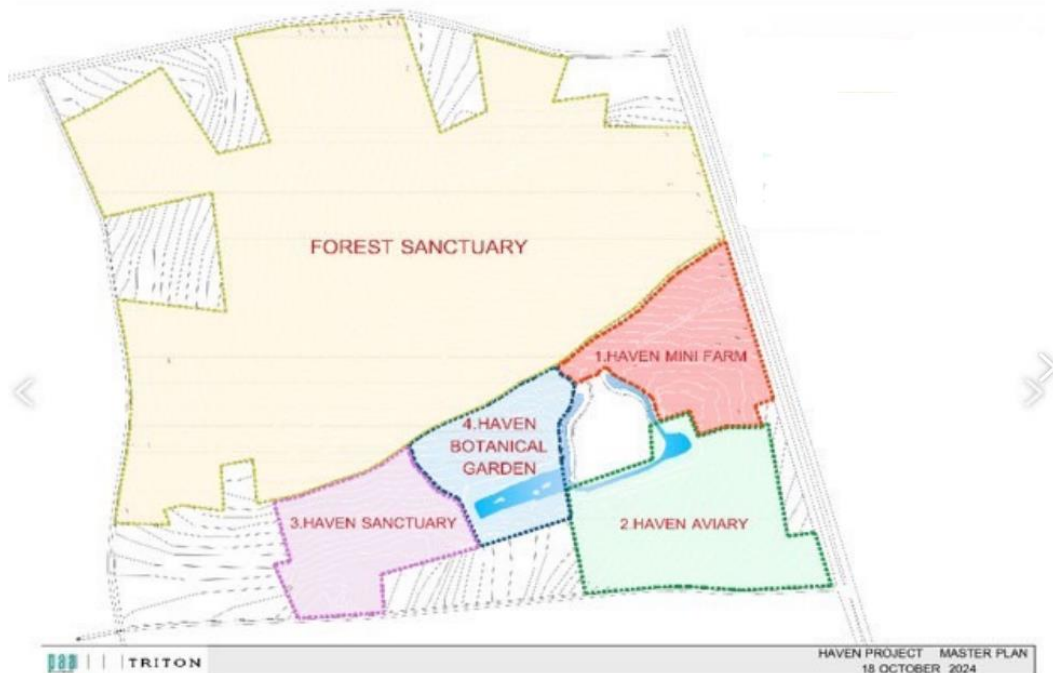 FOREST SANCTUARY
1.HAVEN MINI FARM
4.HAVEN
BOTANICAL
GARDEN
3.HAVEN SANCTUARY
2.HAVEN AVIARY
paa TRITON
HAVEN PROJECT MASTER PLAN
18 OCTOBER 2024